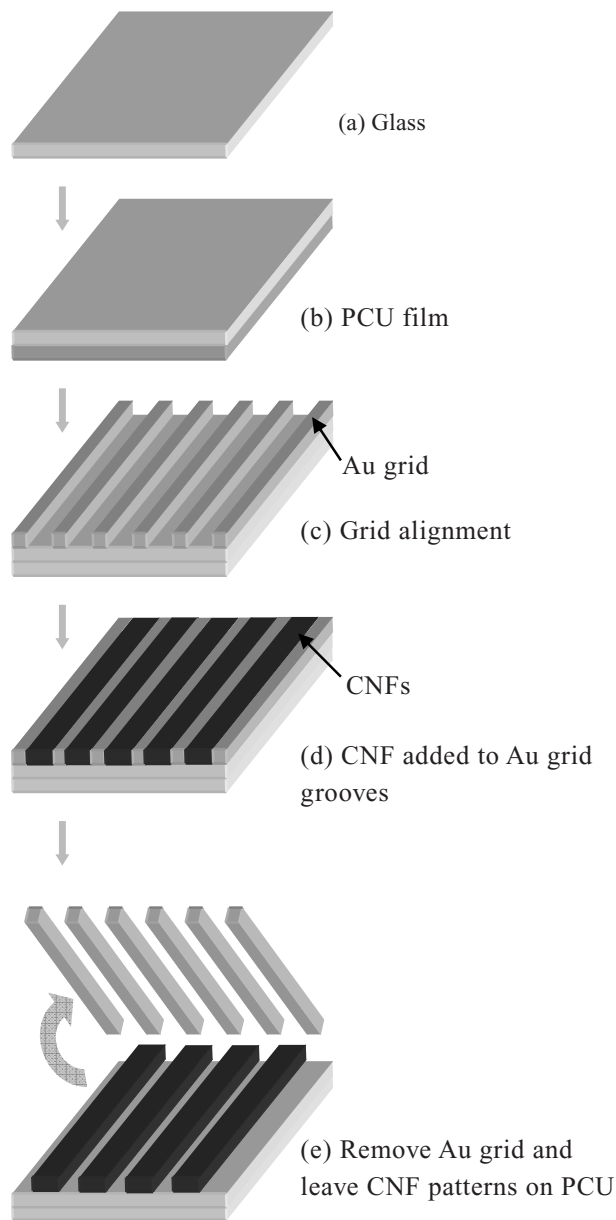 (a) Glass
(b) PCU film
Au grid
(c) Grid alignment
CNFs
(d) CNF added to Au grid
grooves
(e) Remove Au grid and
leave CNF patterns on PCU